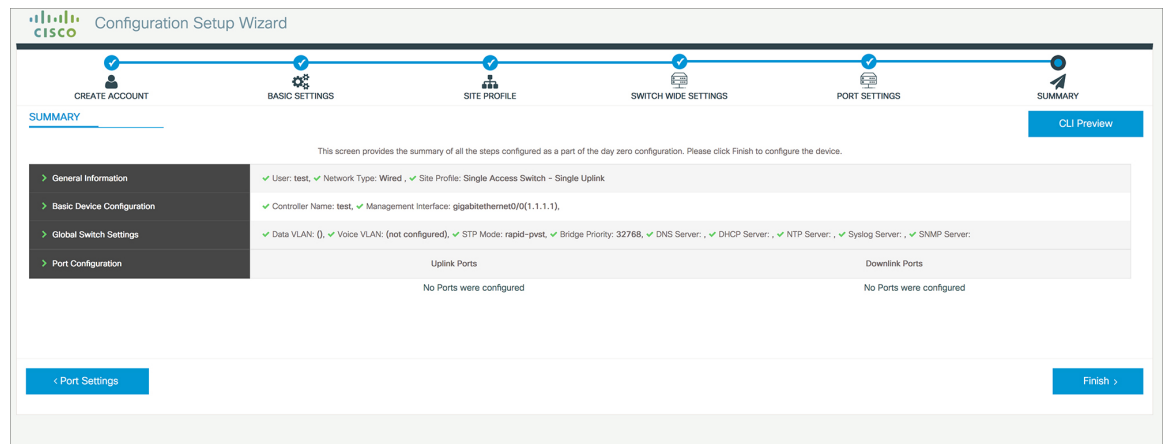 CISCO Configuration Setup Wizard
CREATE ACCOUNT BASIC SETTINGS SITE PROFILE SWITCH WIDE SETTINGS PORT SETTINGS SUMMARY
SUMMARY
CLI Preview
This screen provides the summary of all the steps configured as a part of the day zero configuration. Please click Finish to configure the device.
General Information User: test, Network Type: Wired , Site Profile: Single Access Switch - Single Uplink
Basic Device Configuration Controller Name: test, Management Interface: gigabitethernet0/0(1.1.1.1),
Global Switch Settings Data VLAN: (), Voice VLAN: (not configured), STP Mode: rapid-pvst, Bridge Priority: 32768, DNS Server: , DHCP Server: , NTP Server: , Syslog Server: , SNMP Server:
Port Configuration Uplink Ports Downlink Ports
No Ports were configured No Ports were configured
< Port Settings Finish >